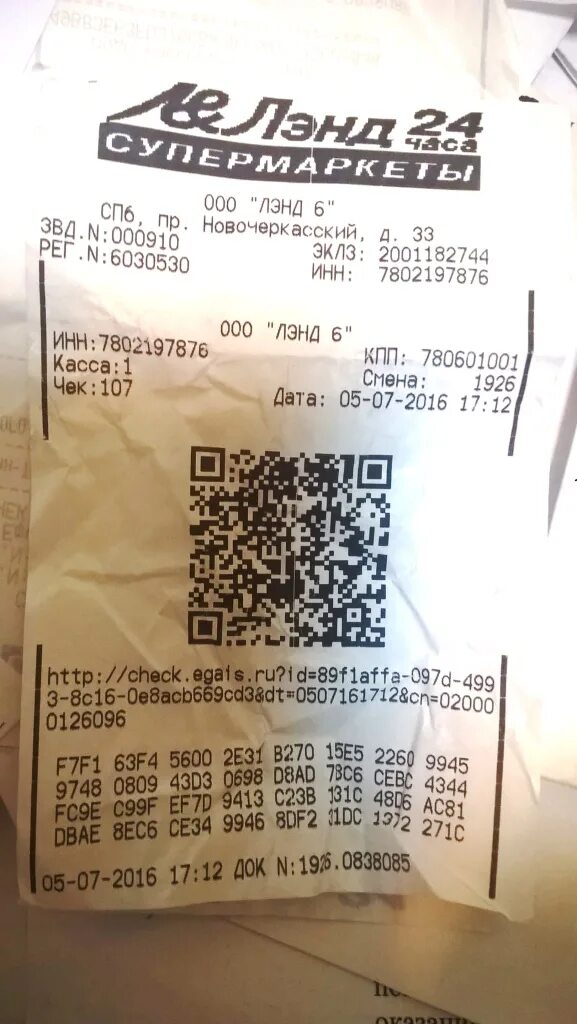 Лэнд 24 часа
СУПЕРМАРКЕТЫ
ООО "ЛЭНД 6"
СПб, пр. Новочеркасский, д. 33
ЗВД.N:000910 ЭКЛЗ: 2001182744
РЕГ.N:6030530 ИНН: 7802197876
ООО "ЛЭНД 6"
ИНН:7802197876 КПП: 780601001
Касса:1 Смена: 1926
Чек:107 Дата: 05-07-2016 17:12
http://check.egais.ru?id=89f1affa-097d-499
3-8c16-0e8acb669cd3&dt=0507161712&cn=02000
0126096
F7F1 63F4 5600 2E31 B270 15E5 2260 9945
9748 0809 43D3 0698 D8AD 78C6 CEBC 4344
FC9E C99F EF7D 9413 C23B 131C 48D6 AC81
DBAE 8EC6 CE34 9946 8DF2 11DC 1372 271C
05-07-2016 17:12 ДОК N:1926.0838085